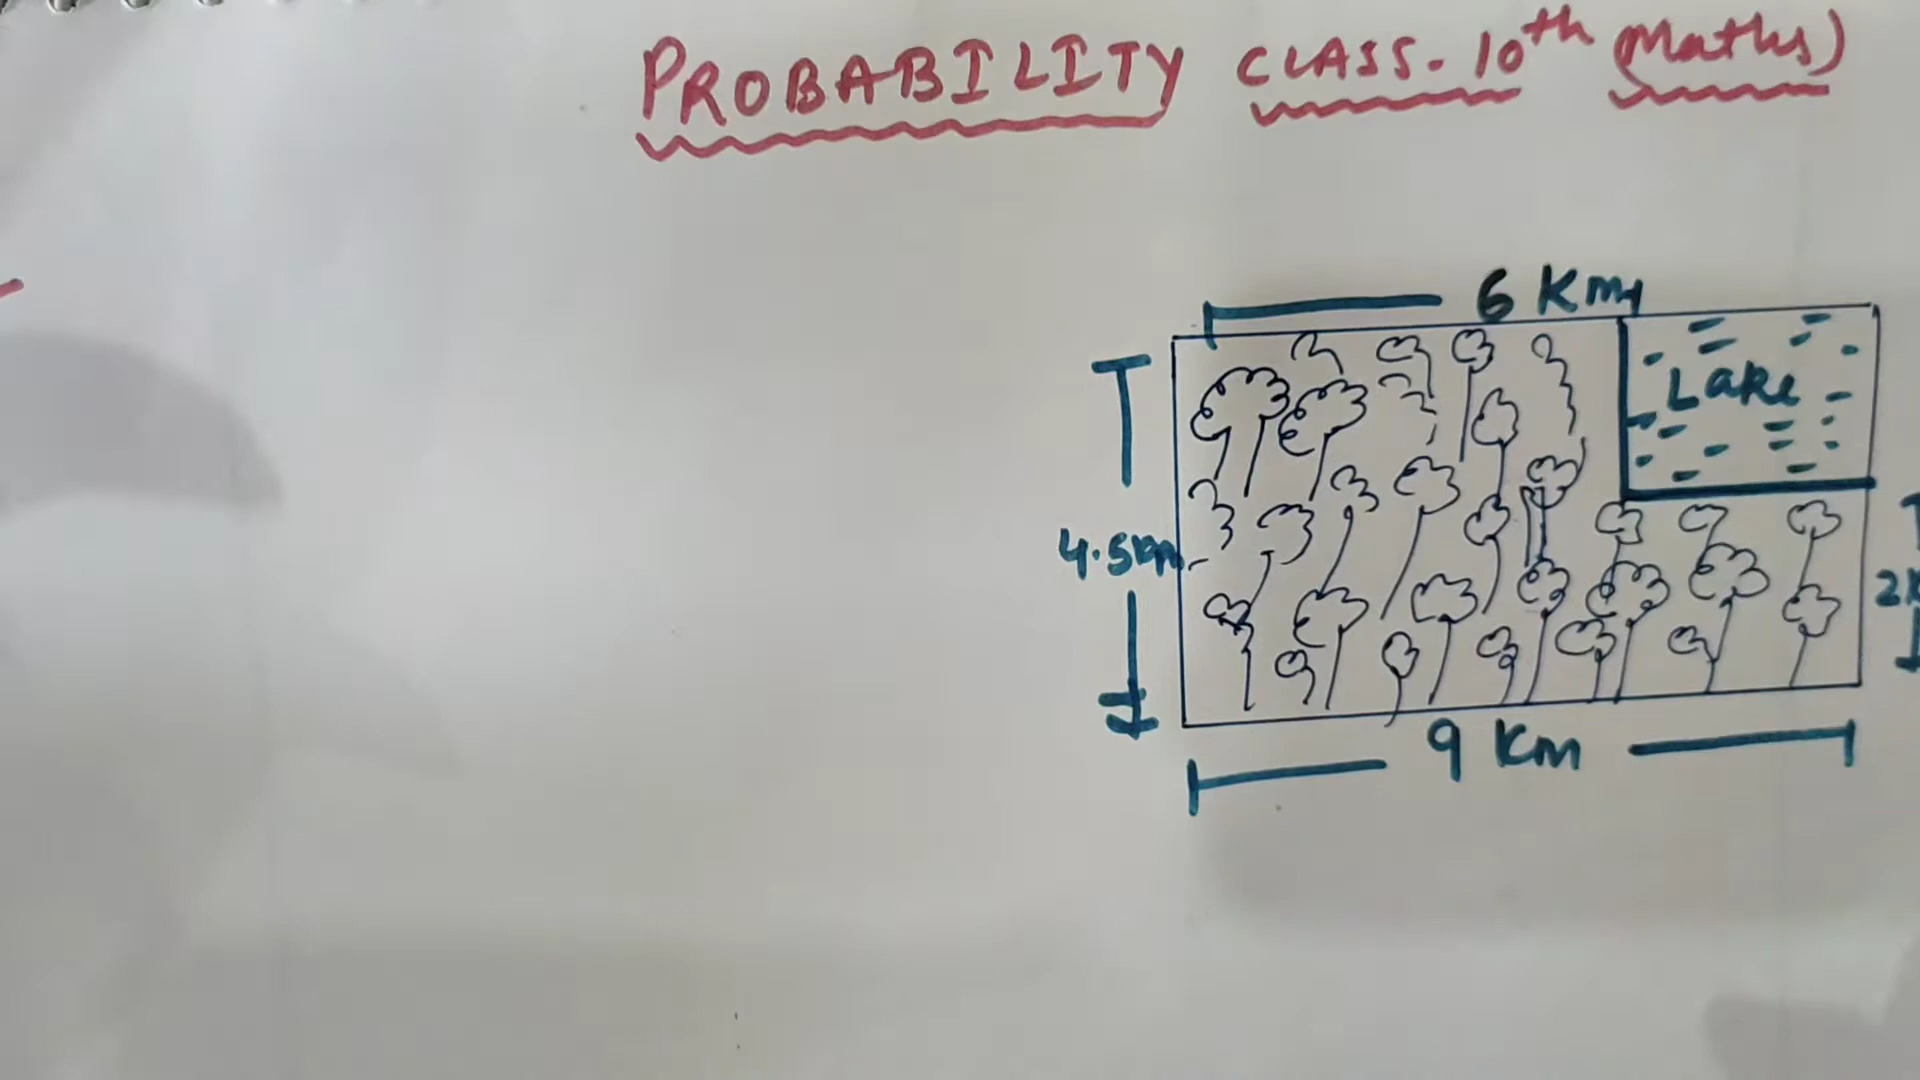 PROBABILITY CLASS. 10th (Maths)
6 Km
Lake
4.5km
9 Km